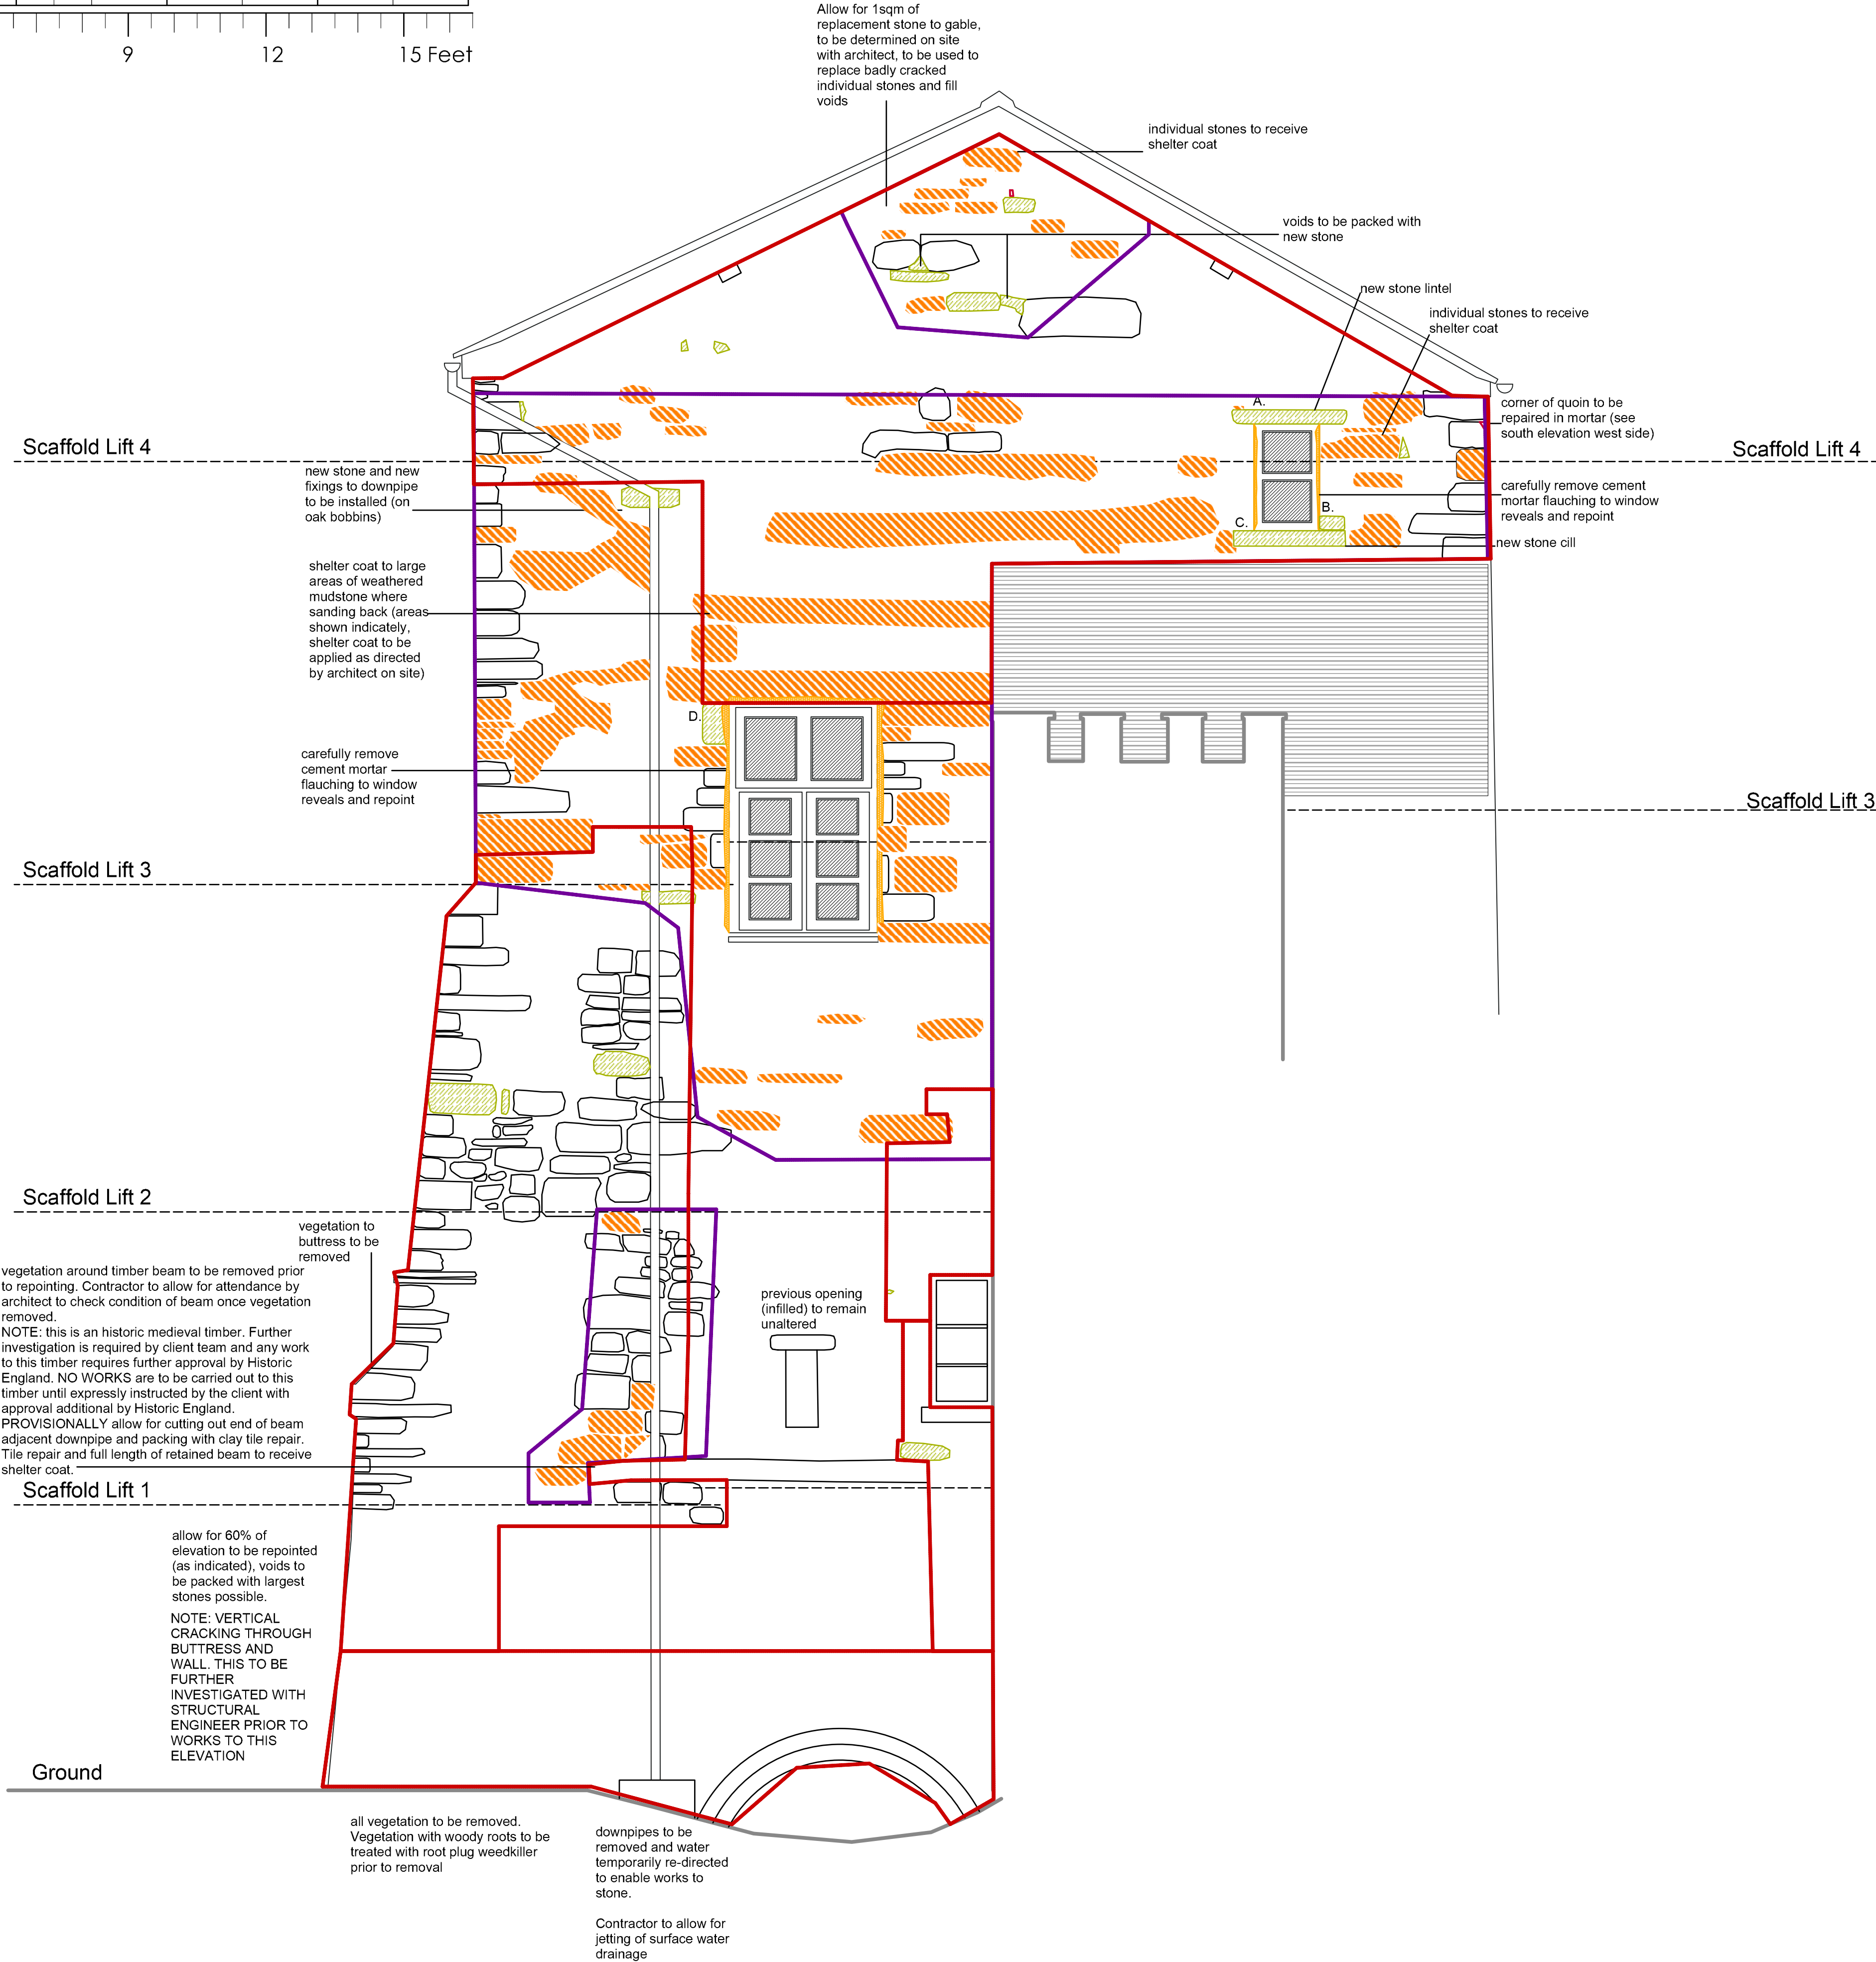 9 12 15 Feet
Allow for 1sqm of
replacement stone to gable,
to be determined on site
with architect, to be used to
replace badly cracked
individual stones and fill
voids
individual stones to receive
shelter coat
voids to be packed with
new stone
new stone lintel
individual stones to receive
shelter coat
A.
corner of quoin to be
repaired in mortar (see
south elevation west side)
Scaffold Lift 4
Scaffold Lift 4
new stone and new
fixings to downpipe
to be installed (on
oak bobbins)
carefully remove cement
mortar flauching to window
reveals and repoint
B.
C.
new stone cill
shelter coat to large
areas of weathered
mudstone where
sanding back (areas
shown indicately,
shelter coat to be
applied as directed
by architect on site)
D.
carefully remove
cement mortar
flauching to window
reveals and repoint
Scaffold Lift 3
Scaffold Lift 3
Scaffold Lift 2
vegetation to
buttress to be
removed
vegetation around timber beam to be removed prior
to repointing. Contractor to allow for attendance by
architect to check condition of beam once vegetation
removed.
NOTE: this is an historic medieval timber. Further
investigation is required by client team and any work
to this timber requires further approval by Historic
England. NO WORKS are to be carried out to this
timber until expressly instructed by the client with
approval additional by Historic England.
PROVISIONALLY allow for cutting out end of beam
adjacent downpipe and packing with clay tile repair.
Tile repair and full length of retained beam to receive
shelter coat.
previous opening
(infilled) to remain
unaltered
Scaffold Lift 1
allow for 60% of
elevation to be repointed
(as indicated), voids to
be packed with largest
stones possible.
NOTE: VERTICAL
CRACKING THROUGH
BUTTRESS AND
WALL. THIS TO BE
FURTHER
INVESTIGATED WITH
STRUCTURAL
ENGINEER PRIOR TO
WORKS TO THIS
ELEVATION
Ground
all vegetation to be removed.
Vegetation with woody roots to be
treated with root plug weedkiller
prior to removal
downpipes to be
removed and water
temporarily re-directed
to enable works to
stone.
Contractor to allow for
jetting of surface water
drainage